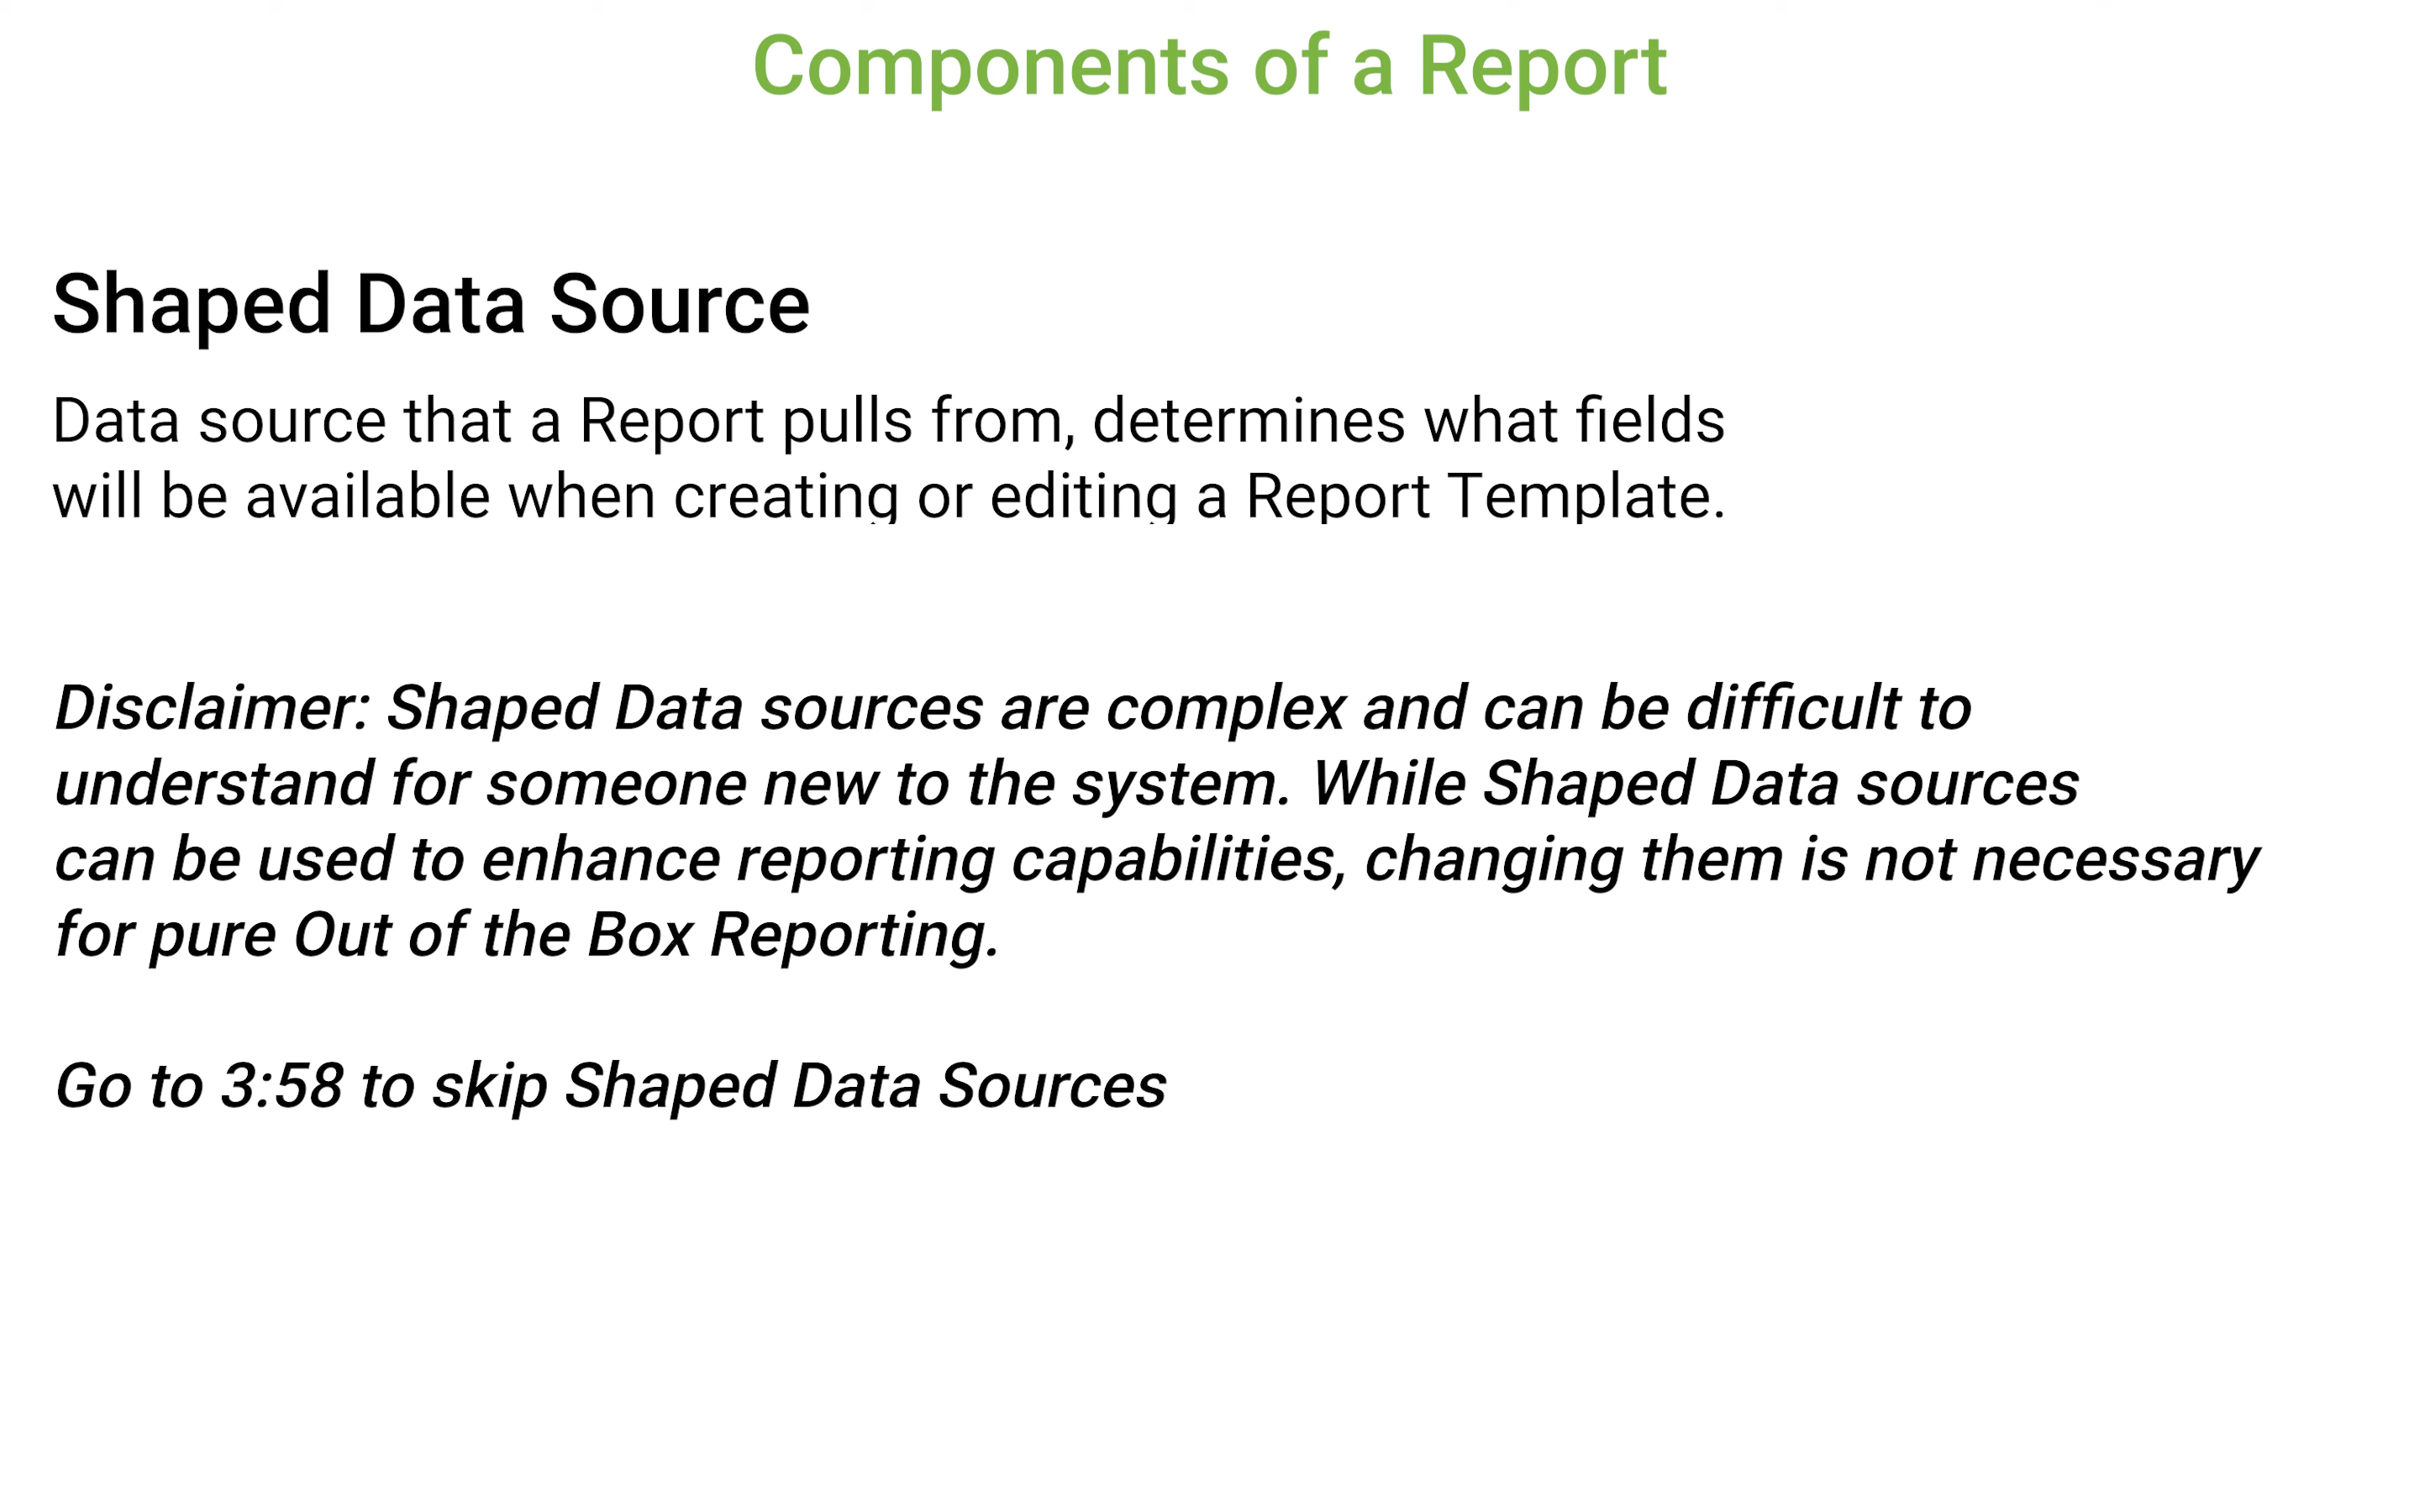 Components of a Report
Shaped Data Source
Data source that a Report pulls from, determines what fields
will be available when creating or editing a Report Template.
Disclaimer: Shaped Data sources are complex and can be difficult to
understand for someone new to the system. While Shaped Data sources
can be used to enhance reporting capabilities, changing them is not necessary
for pure Out of the Box Reporting.
Go to 3:58 to skip Shaped Data Sources